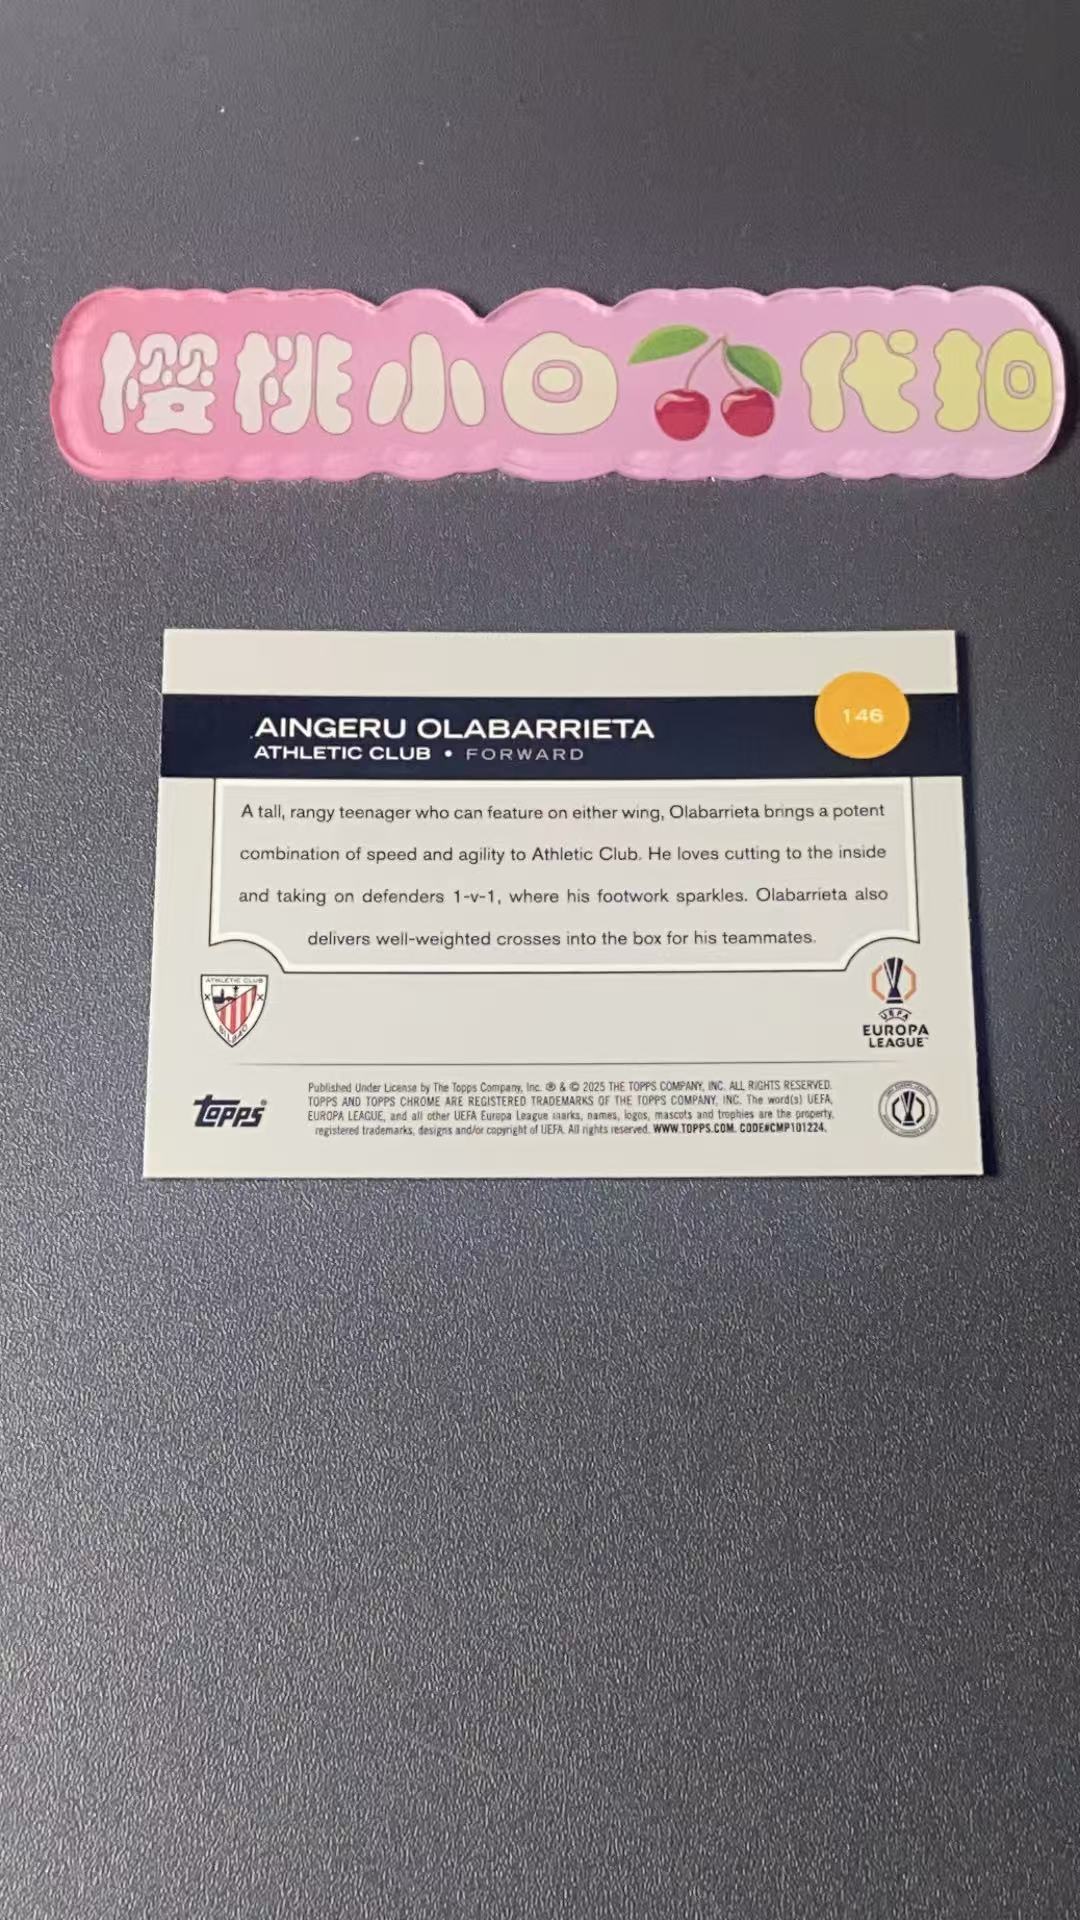 樱桃小 代拍
AINGERU OLABARRIETA
146
ATHLETIC CLUB • FORWARD
A tall, rangy teenager who can feature on either wing, Olabarrieta brings a potent
combination of speed and agility to Athletic Club. He loves cutting to the inside
and taking on defenders 1-v-1, where his footwork sparkles. Olabarrieta also
delivers well-weighted crosses into the box for his teammates.
ATHLETIC CLUB
BILBAO
UEFA
EUROPA
LEAGUE™
topps®
Published Under License by The Topps Company, Inc. ® & © 2025 THE TOPPS COMPANY, INC. ALL RIGHTS RESERVED.
TOPPS AND TOPPS CHROME ARE REGISTERED TRADEMARKS OF THE TOPPS COMPANY, INC. The word(s) UEFA,
EUROPA LEAGUE, and all other UEFA Europa League marks, names, logos, mascots and trophies are the property,
registered trademarks, designs and/or copyright of UEFA. All rights reserved. WWW.TOPPS.COM. CODE#CMP101224.